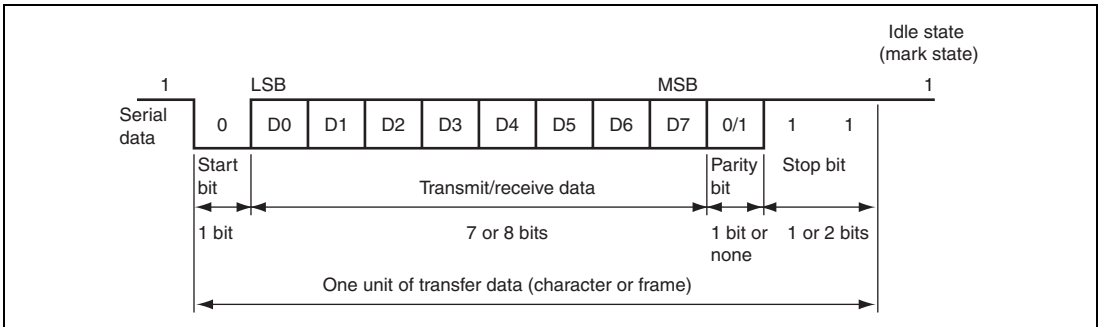 Idle state
(mark state)
1 LSB MSB 1
Serial
data
0 D0 D1 D2 D3 D4 D5 D6 D7 0/1 1 1
Start
bit
Transmit/receive data
Parity
bit
Stop bit
1 bit
7 or 8 bits
1 bit or
none
1 or 2 bits
One unit of transfer data (character or frame)